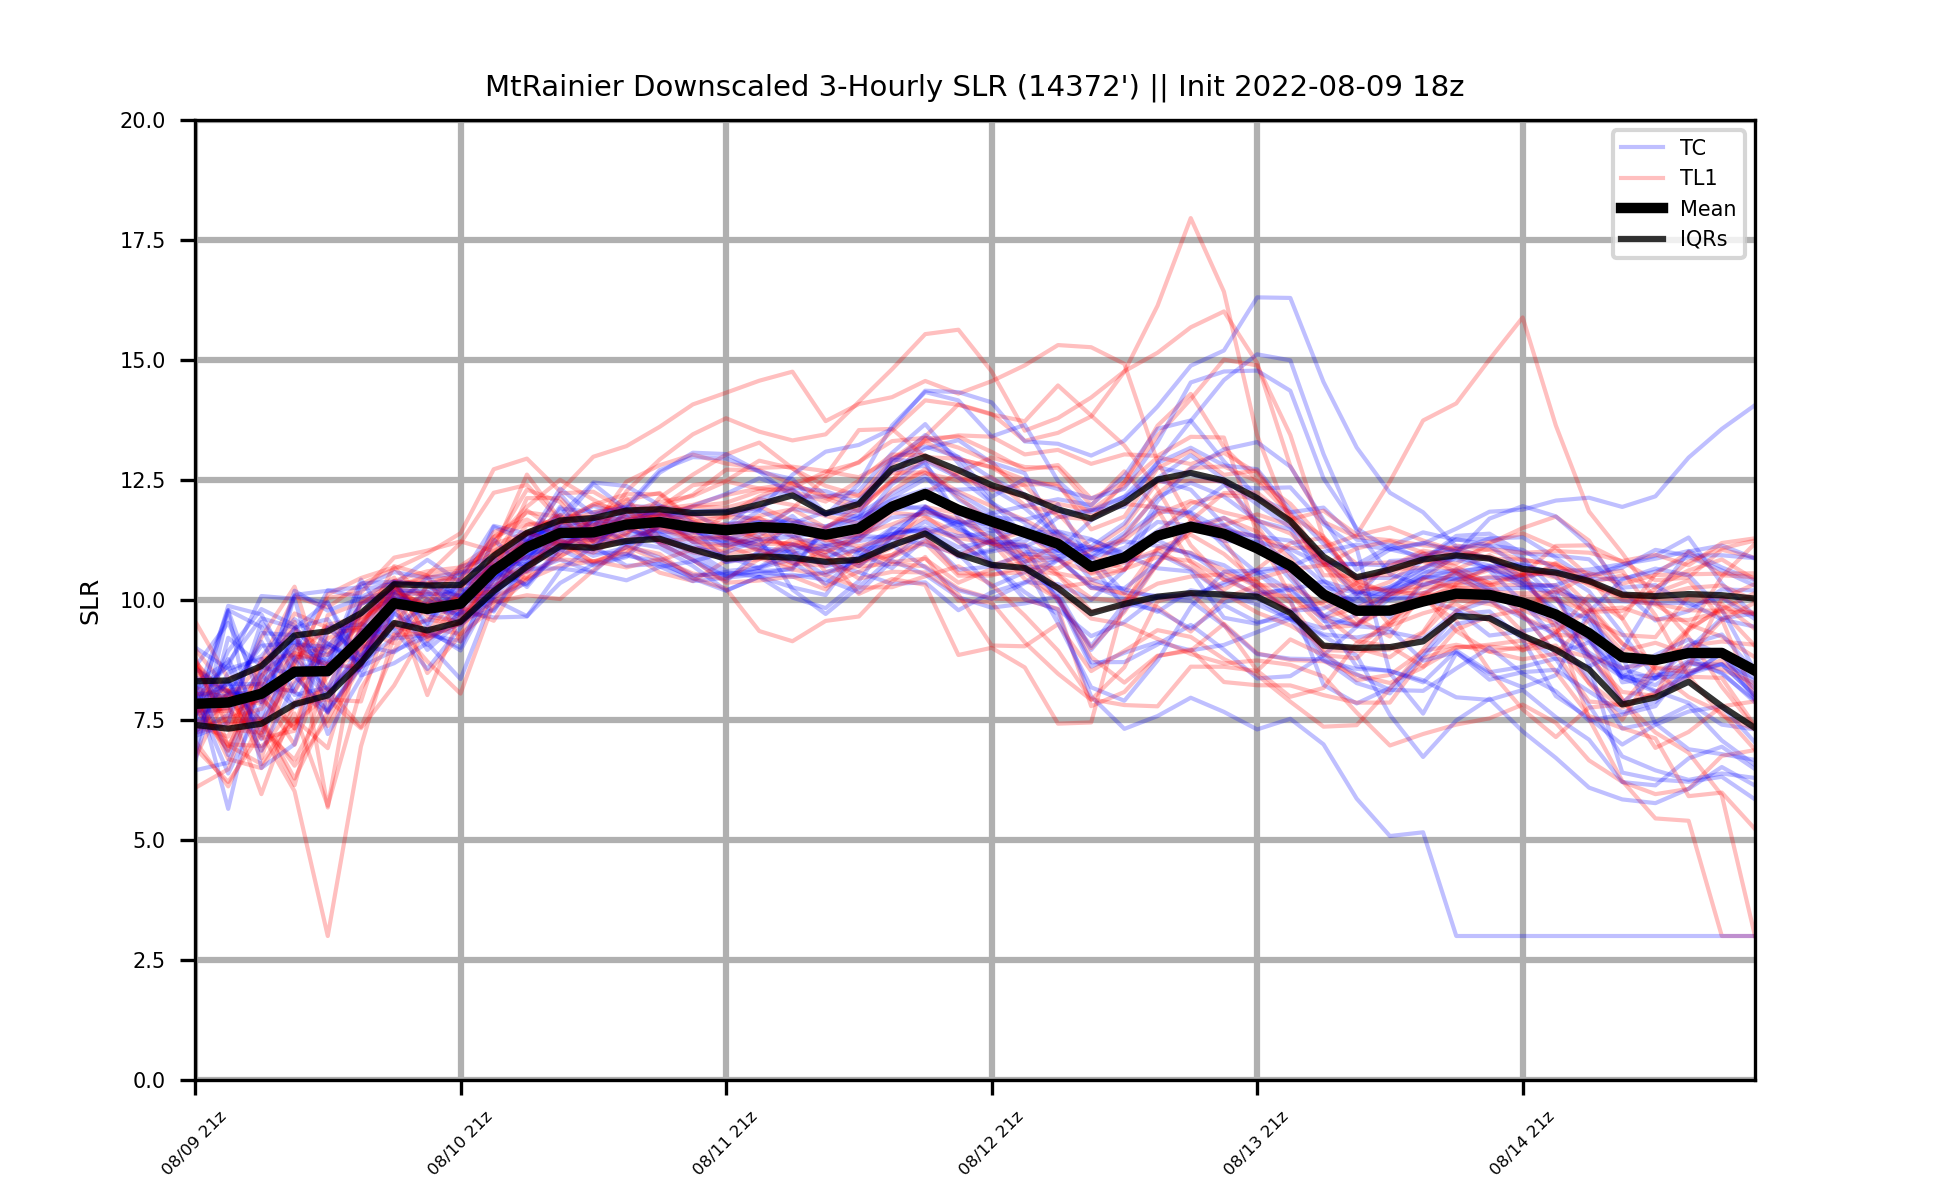 MtRainier Downscaled 3-Hourly SLR (14372') || Init 2022-08-09 18z
20.0
17.5
15.0
12.5
10.0
7.5
5.0
2.5
0.0
SLR
TC
TL1
Mean
IQRs
08/09 21z
08/10 21z
08/11 21z
08/12 21z
08/13 21z
08/14 21z